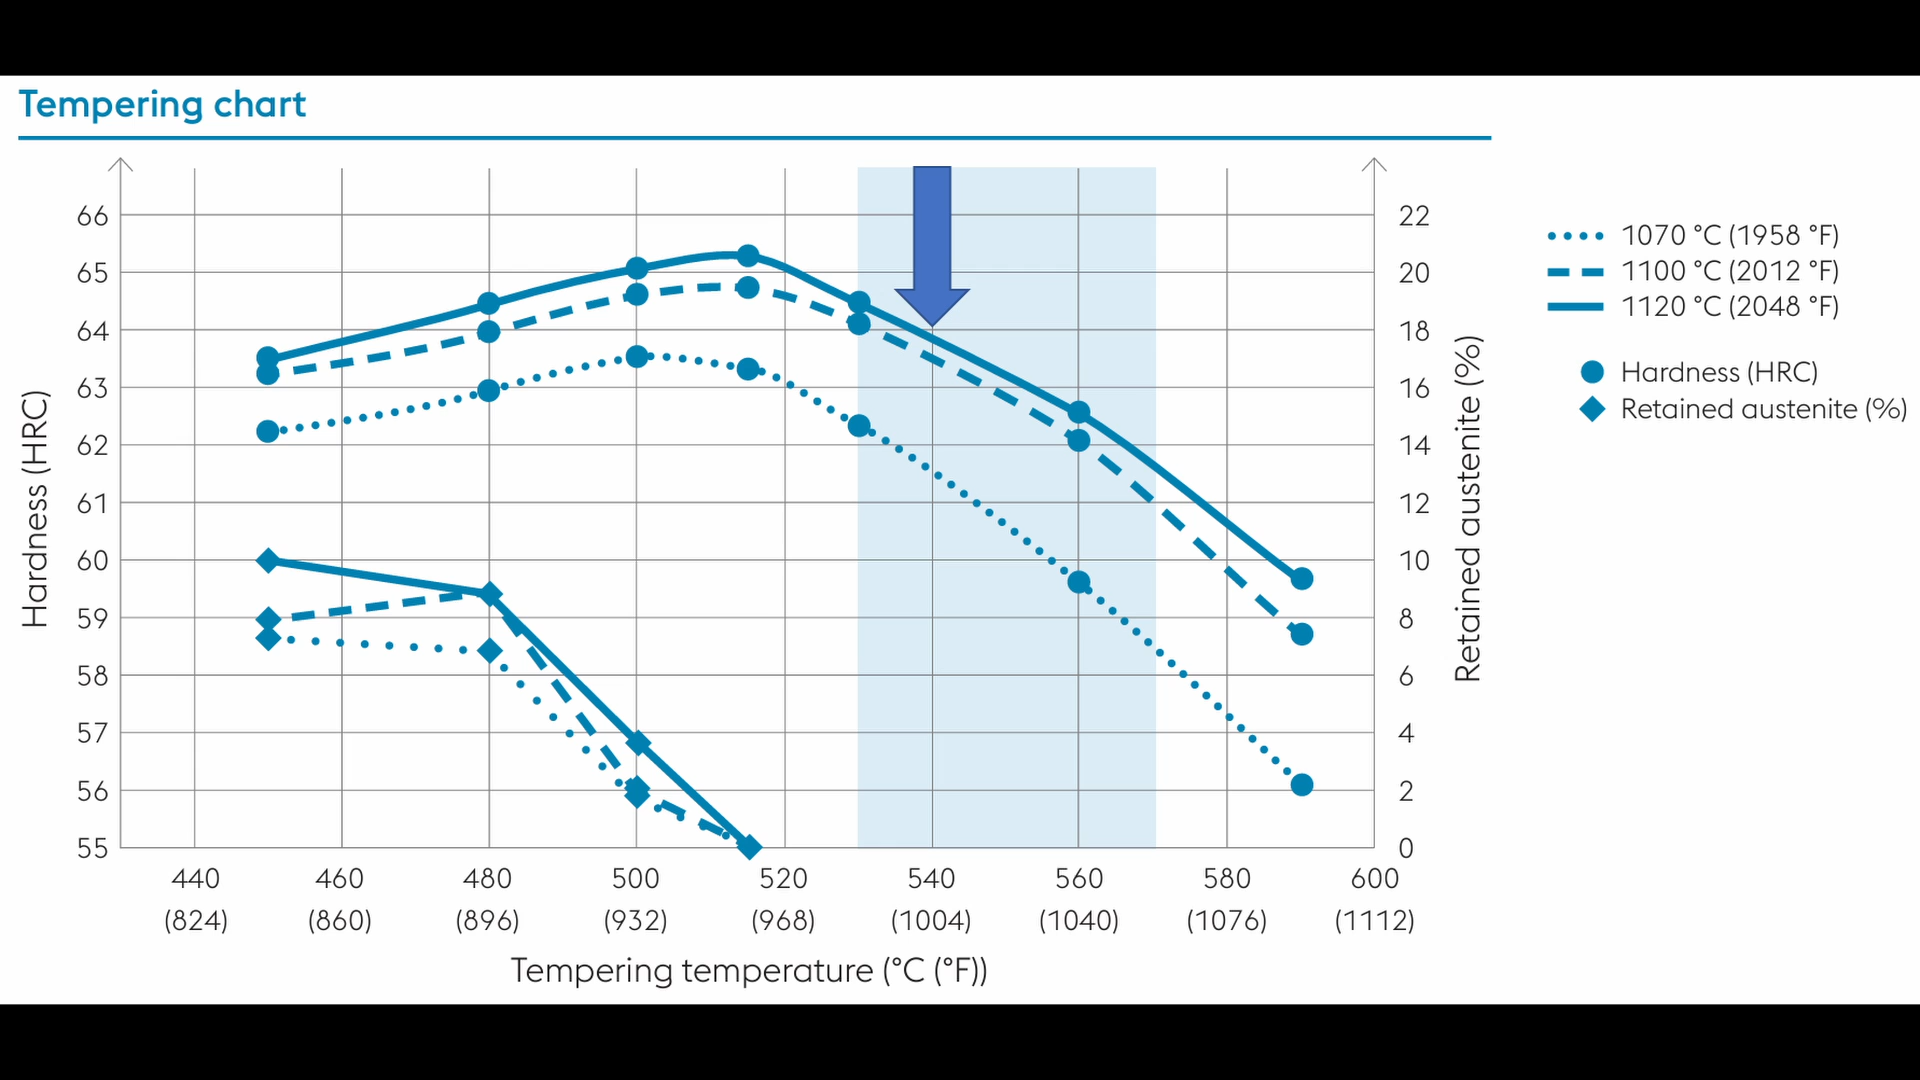 Tempering chart
66
65
64
63
62
61
60
59
58
57
56
55
Hardness (HRC)
22
20
18
16
14
12
10
8
6
4
2
0
Retained austenite (%)
440 460 480 500 520 540 560 580 600
(824) (860) (896) (932) (968) (1004) (1040) (1076) (1112)
Tempering temperature (°C (°F))
1070 °C (1958 °F)
1100 °C (2012 °F)
1120 °C (2048 °F)
Hardness (HRC)
Retained austenite (%)